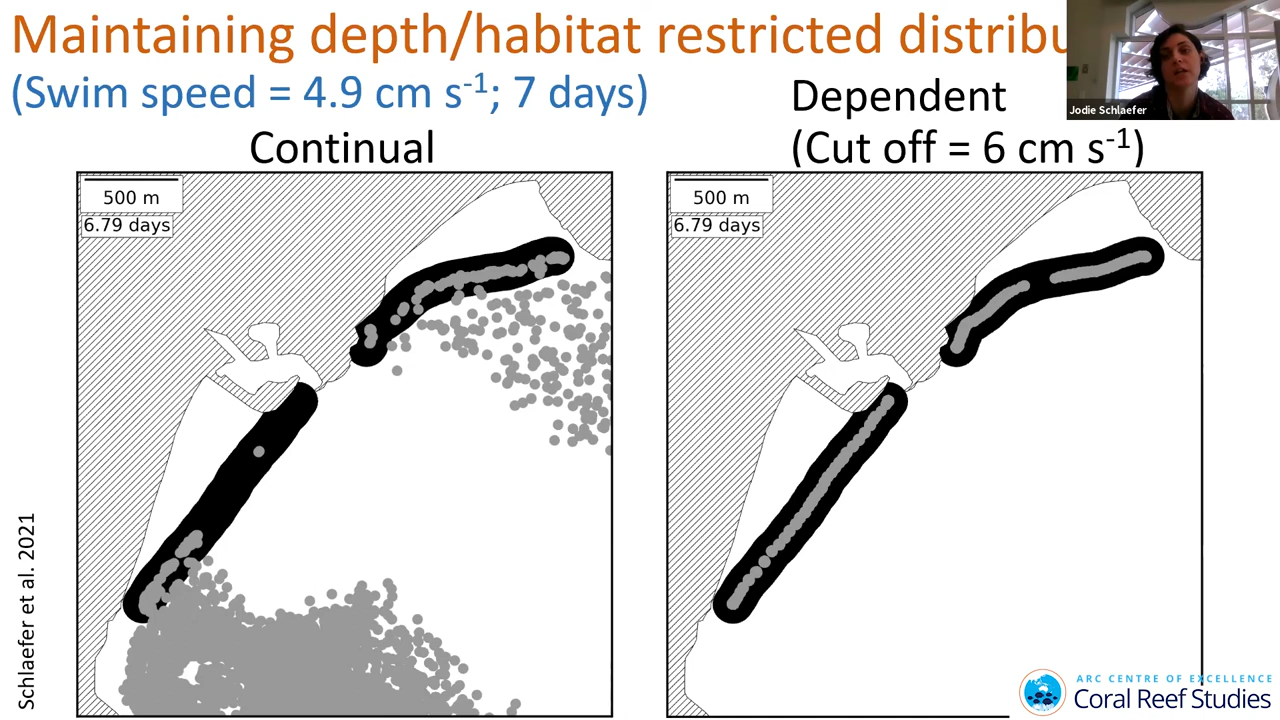 Maintaining depth/habitat restricted distribu
(Swim speed = 4.9 cm s⁻¹; 7 days)
Jodie Schlaefer
Continual
Dependent
(Cut off = 6 cm s⁻¹)
500 m
6.79 days
500 m
6.79 days
Schlaefer et al. 2021
ARC CENTRE OF EXCELLENCE
Coral Reef Studies